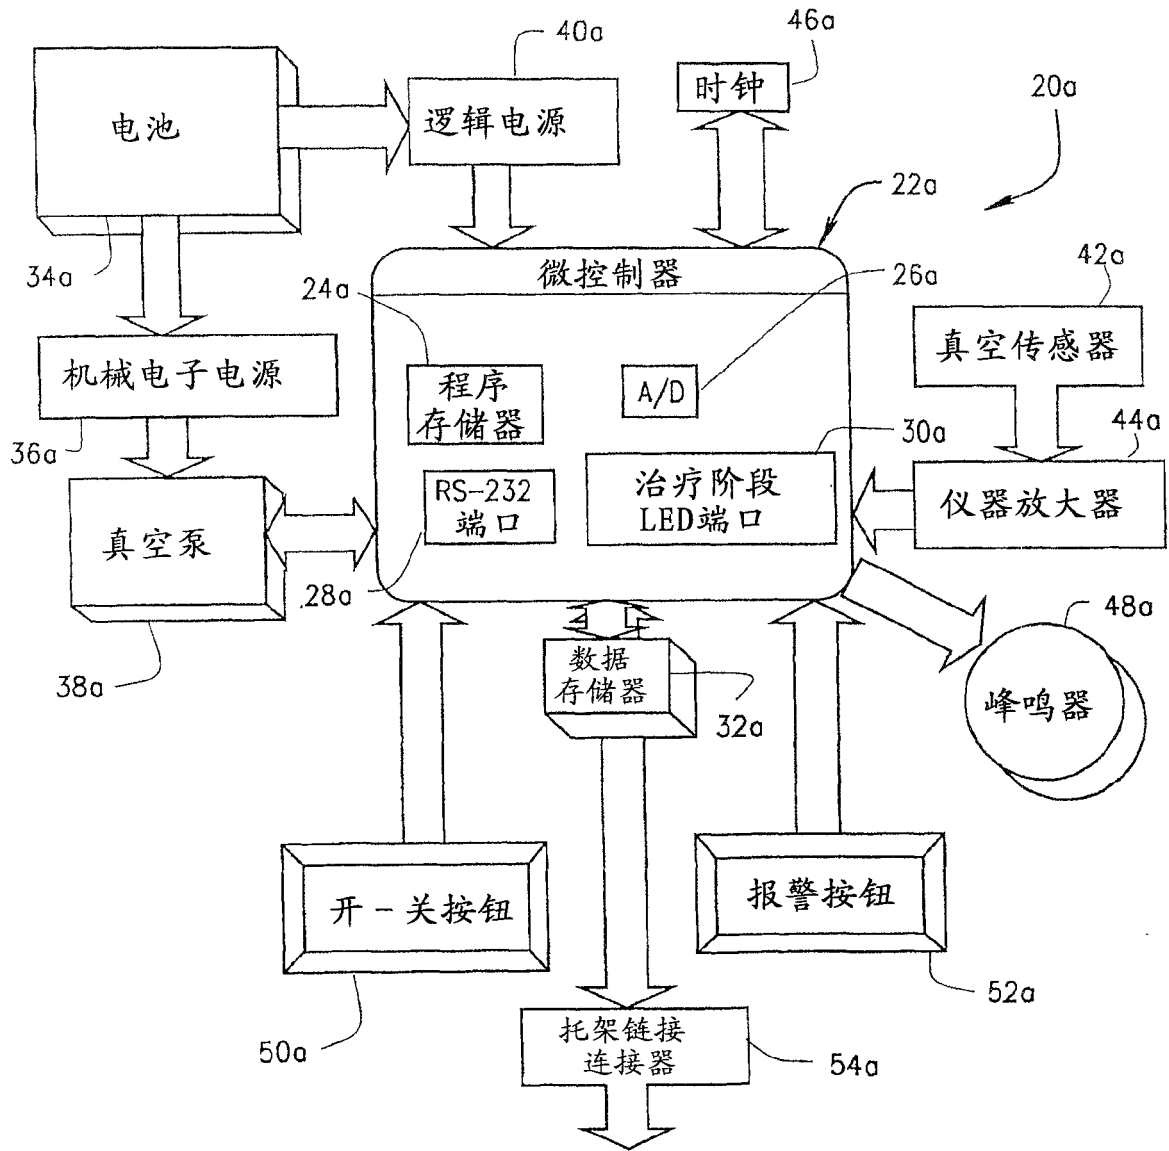 40a
46a
电池
逻辑电源
时钟
20a
22a
34a
微控制器
24a
26a
42a
机械电子电源
程序
存储器
A/D
真空传感器
36a
30a
44a
真空泵
RS-232
端口
治疗阶段
LED端口
仪器放大器
28a
48a
38a
数据
存储器
32a
峰鸣器
开-关按钮
报警按钮
50a
52a
托架链接
连接器
54a